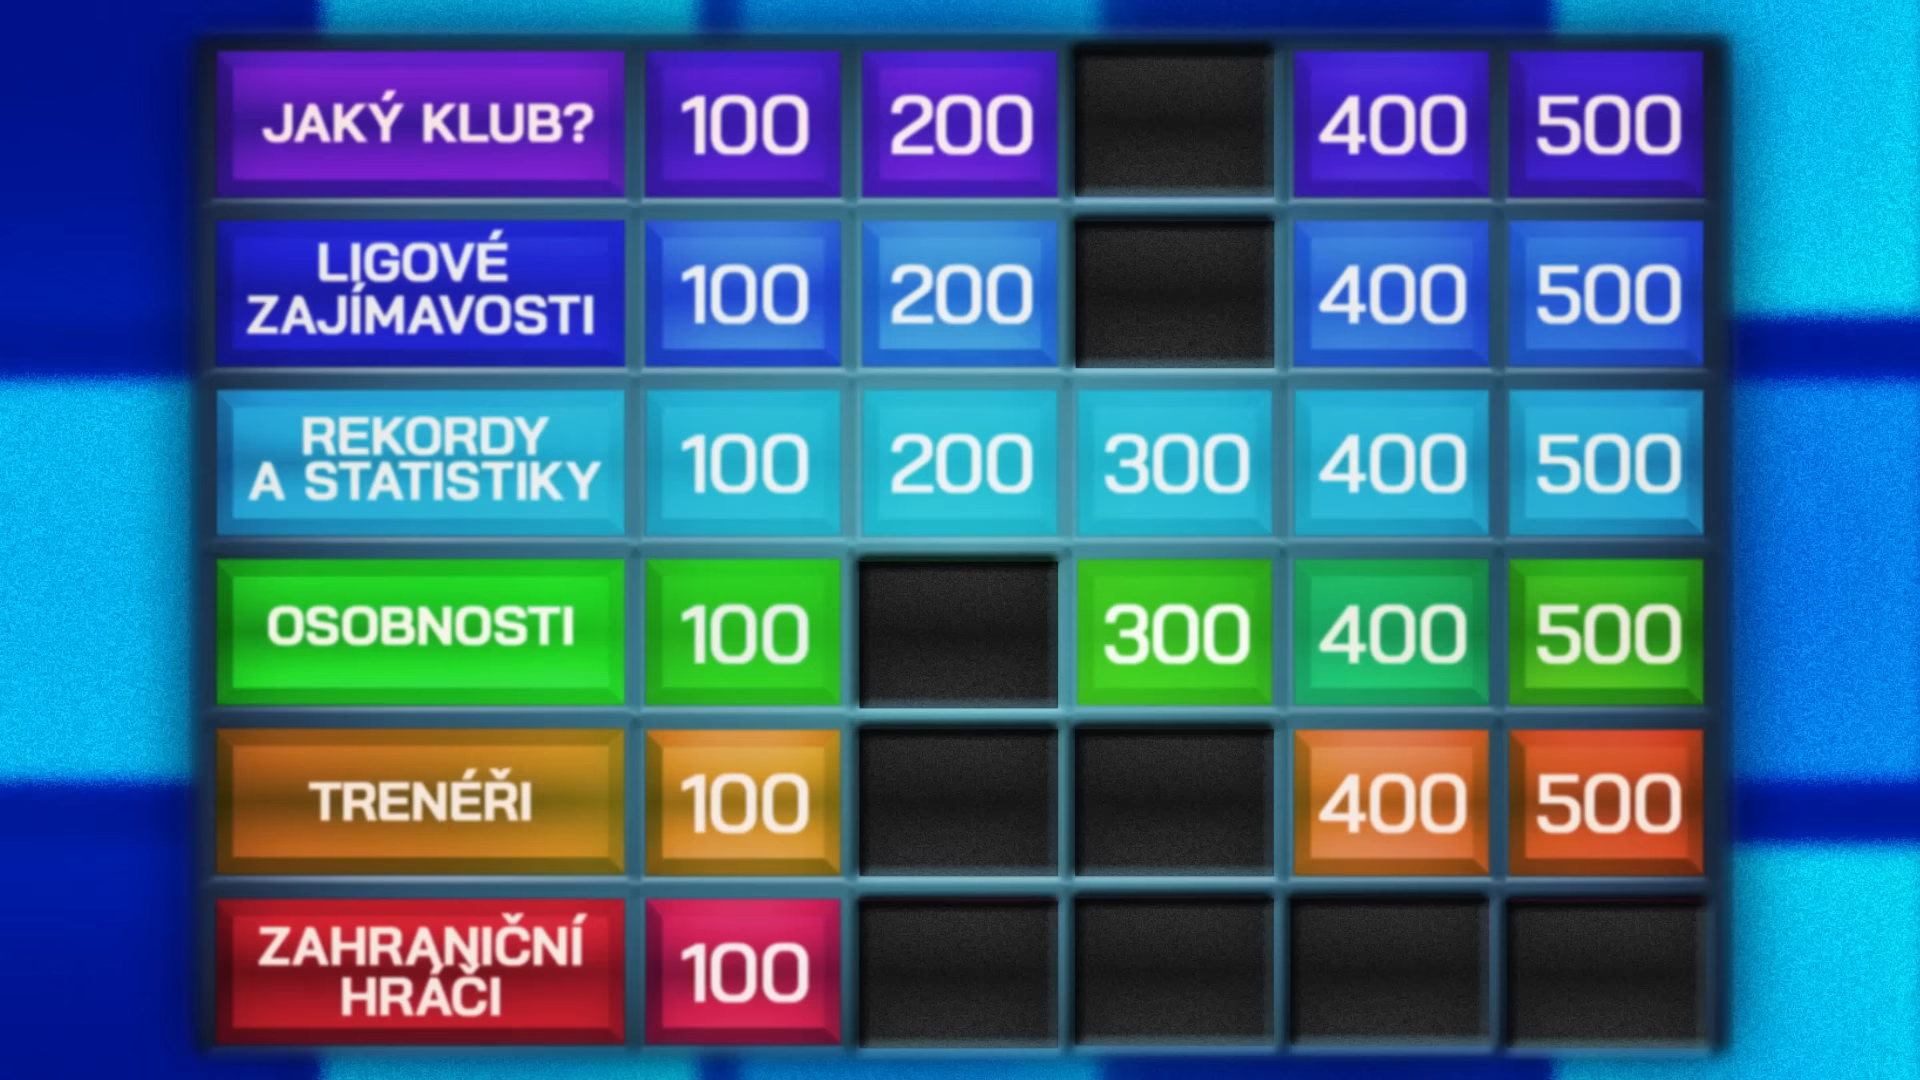 JAKÝ KLUB? 100 200 400 500
LIGOVÉ
ZAJÍMAVOSTI 100 200 400 500
REKORDY
A STATISTIKY 100 200 300 400 500
OSOBNOSTI 100 300 400 500
TRENÉŘI 100 400 500
ZAHRANIČNÍ
HRÁČI 100